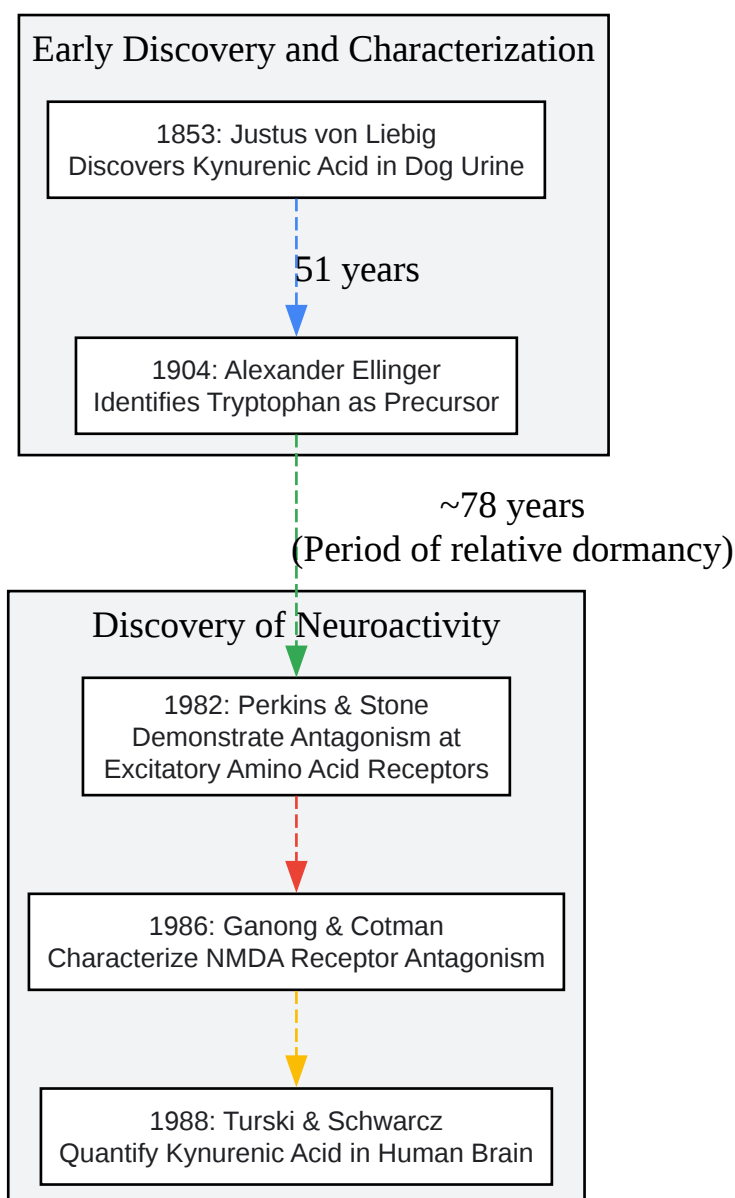 Early Discovery and Characterization
1853: Justus von Liebig
Discovers Kynurenic Acid in Dog Urine
51 years
1904: Alexander Ellinger
Identifies Tryptophan as Precursor
~78 years
(Period of relative dormancy)
Discovery of Neuroactivity
1982: Perkins & Stone
Demonstrate Antagonism at
Excitatory Amino Acid Receptors
1986: Ganong & Cotman
Characterize NMDA Receptor Antagonism
1988: Turski & Schwarcz
Quantify Kynurenic Acid in Human Brain